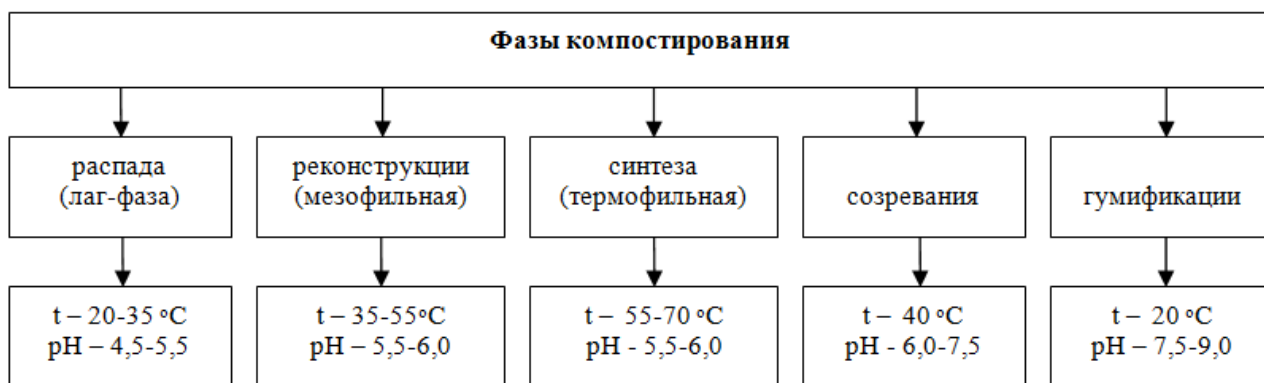 Фазы компостирования
распада
(лаг-фаза)
реконструкции
(мезофильная)
синтеза
(термофильная)
созревания
гумификации
t – 20-35 °C
pH – 4,5-5,5
t – 35-55°C
pH – 5,5-6,0
t – 55-70 °C
pH - 5,5-6,0
t – 40 °C
pH - 6,0-7,5
t – 20 °C
pH – 7,5-9,0